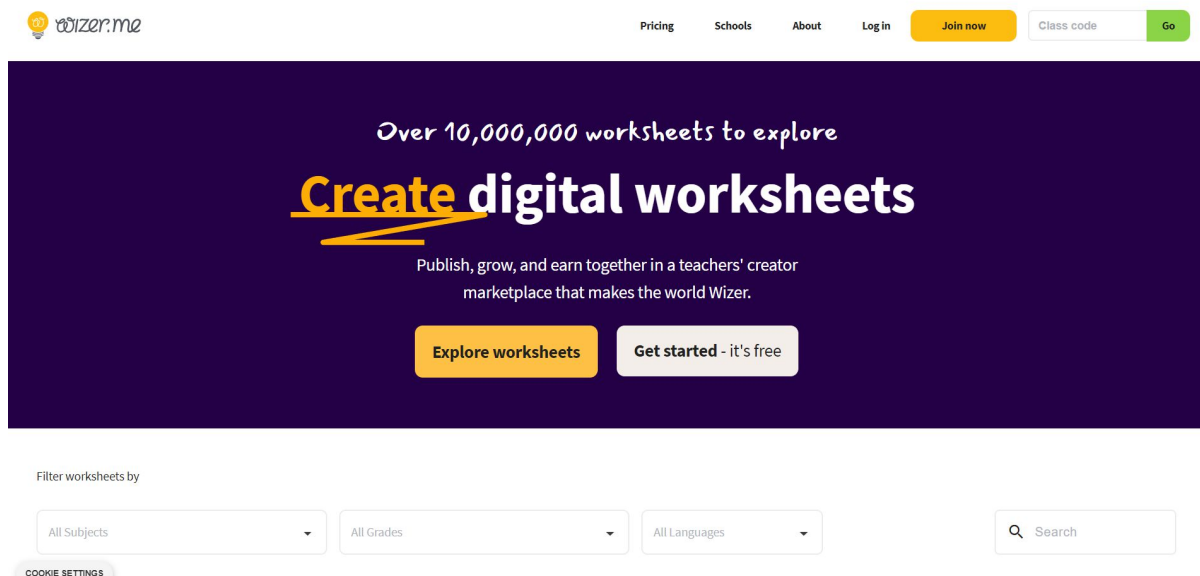 wizer.me
Pricing Schools About Log in Join now Class code Go
Over 10,000,000 worksheets to explore
Create digital worksheets
Publish, grow, and earn together in a teachers' creator
marketplace that makes the world Wizer.
Explore worksheets Get started - it's free
Filter worksheets by
All Subjects All Grades All Languages Search
COOKIE SETTINGS